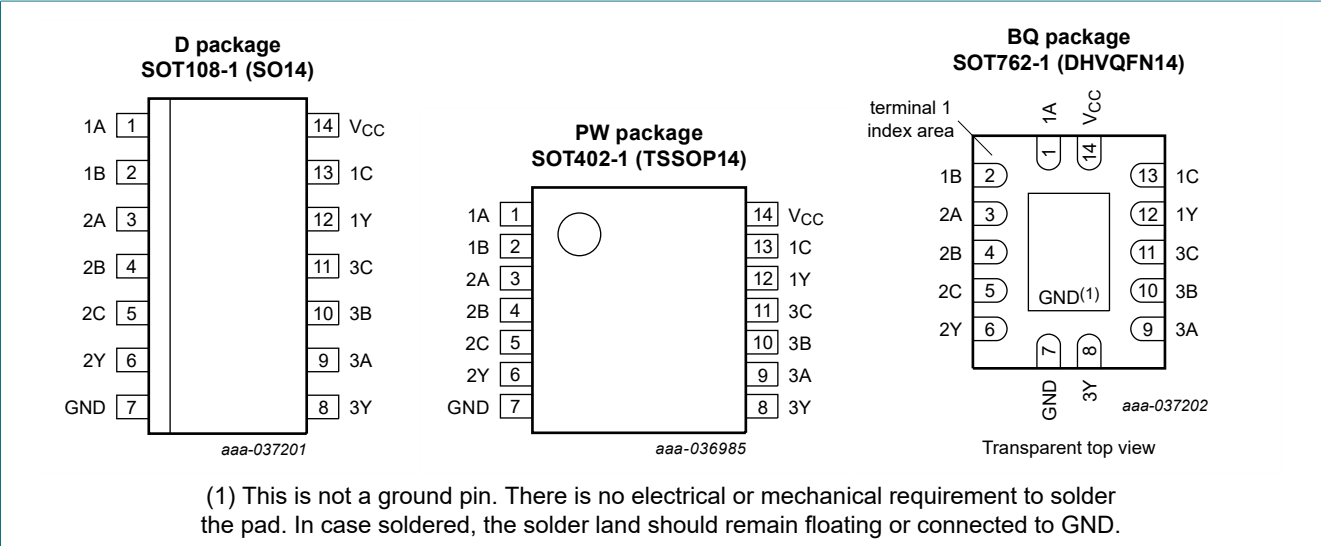 D package
SOT108-1 (SO14)
1A 1
14 VCC
1B 2
13 1C
2A 3
12 1Y
2B 4
11 3C
2C 5
10 3B
2Y 6
9 3A
GND 7
8 3Y
aaa-037201
PW package
SOT402-1 (TSSOP14)
1A 1
14 VCC
1B 2
13 1C
2A 3
12 1Y
2B 4
11 3C
2C 5
10 3B
2Y 6
9 3A
GND 7
8 3Y
aaa-036985
BQ package
SOT762-1 (DHVQFN14)
terminal 1
index area
1A
VCC
1
14
1B 2
13 1C
2A 3
12 1Y
2B 4
11 3C
2C 5
10 3B
GND(1)
2Y 6
9 3A
7
8
GND
3Y
aaa-037202
Transparent top view
(1) This is not a ground pin. There is no electrical or mechanical requirement to solder
the pad. In case soldered, the solder land should remain floating or connected to GND.